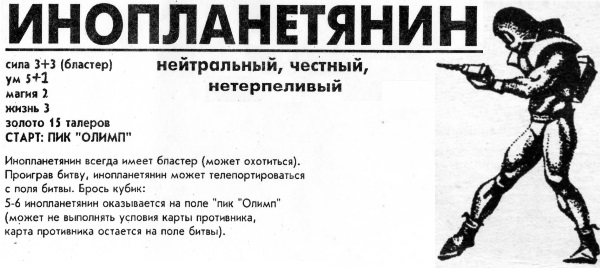 ИНОПЛАНЕТЯНИН
нейтральный, честный,
нетерпеливый
сила 3+3 (бластер)
ум 5+1
магия 2
жизнь 3
золото 15 талеров
СТАРТ: ПИК "ОЛИМП"
Инопланетянин всегда имеет бластер (может охотиться).
Проиграв битву, инопланетянин может телепортироваться
с поля битвы. Брось кубик:
5-6 инопланетянин оказывается на поле "пик "Олимп"
(может не выполнять условия карты противника,
карта противника остается на поле битвы).